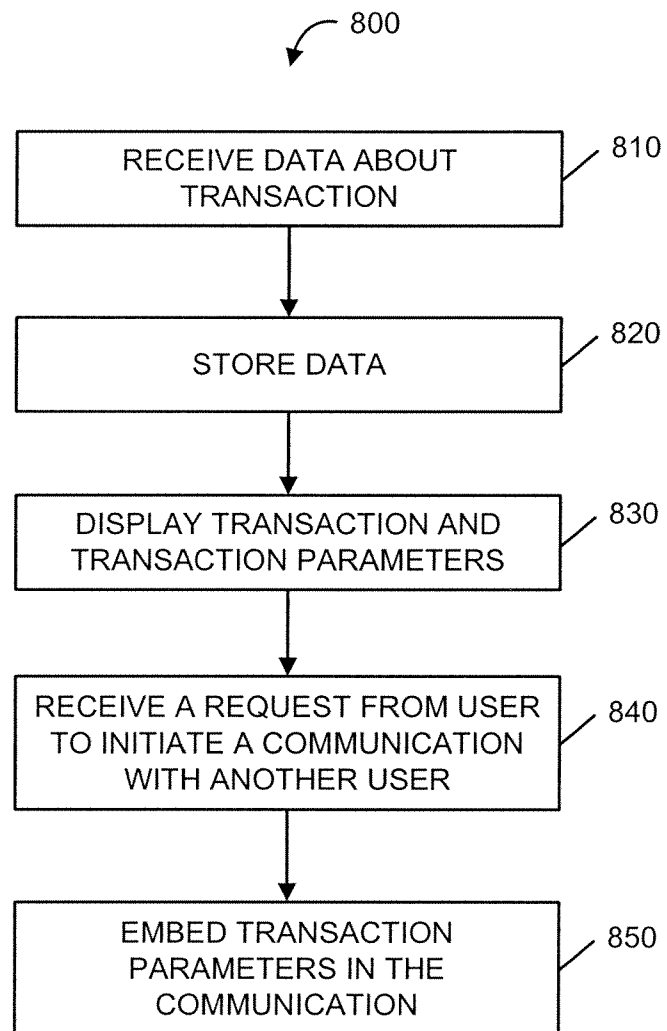 800
RECEIVE DATA ABOUT
TRANSACTION
810
STORE DATA
820
DISPLAY TRANSACTION AND
TRANSACTION PARAMETERS
830
RECEIVE A REQUEST FROM USER
TO INITIATE A COMMUNICATION
WITH ANOTHER USER
840
EMBED TRANSACTION
PARAMETERS IN THE
COMMUNICATION
850